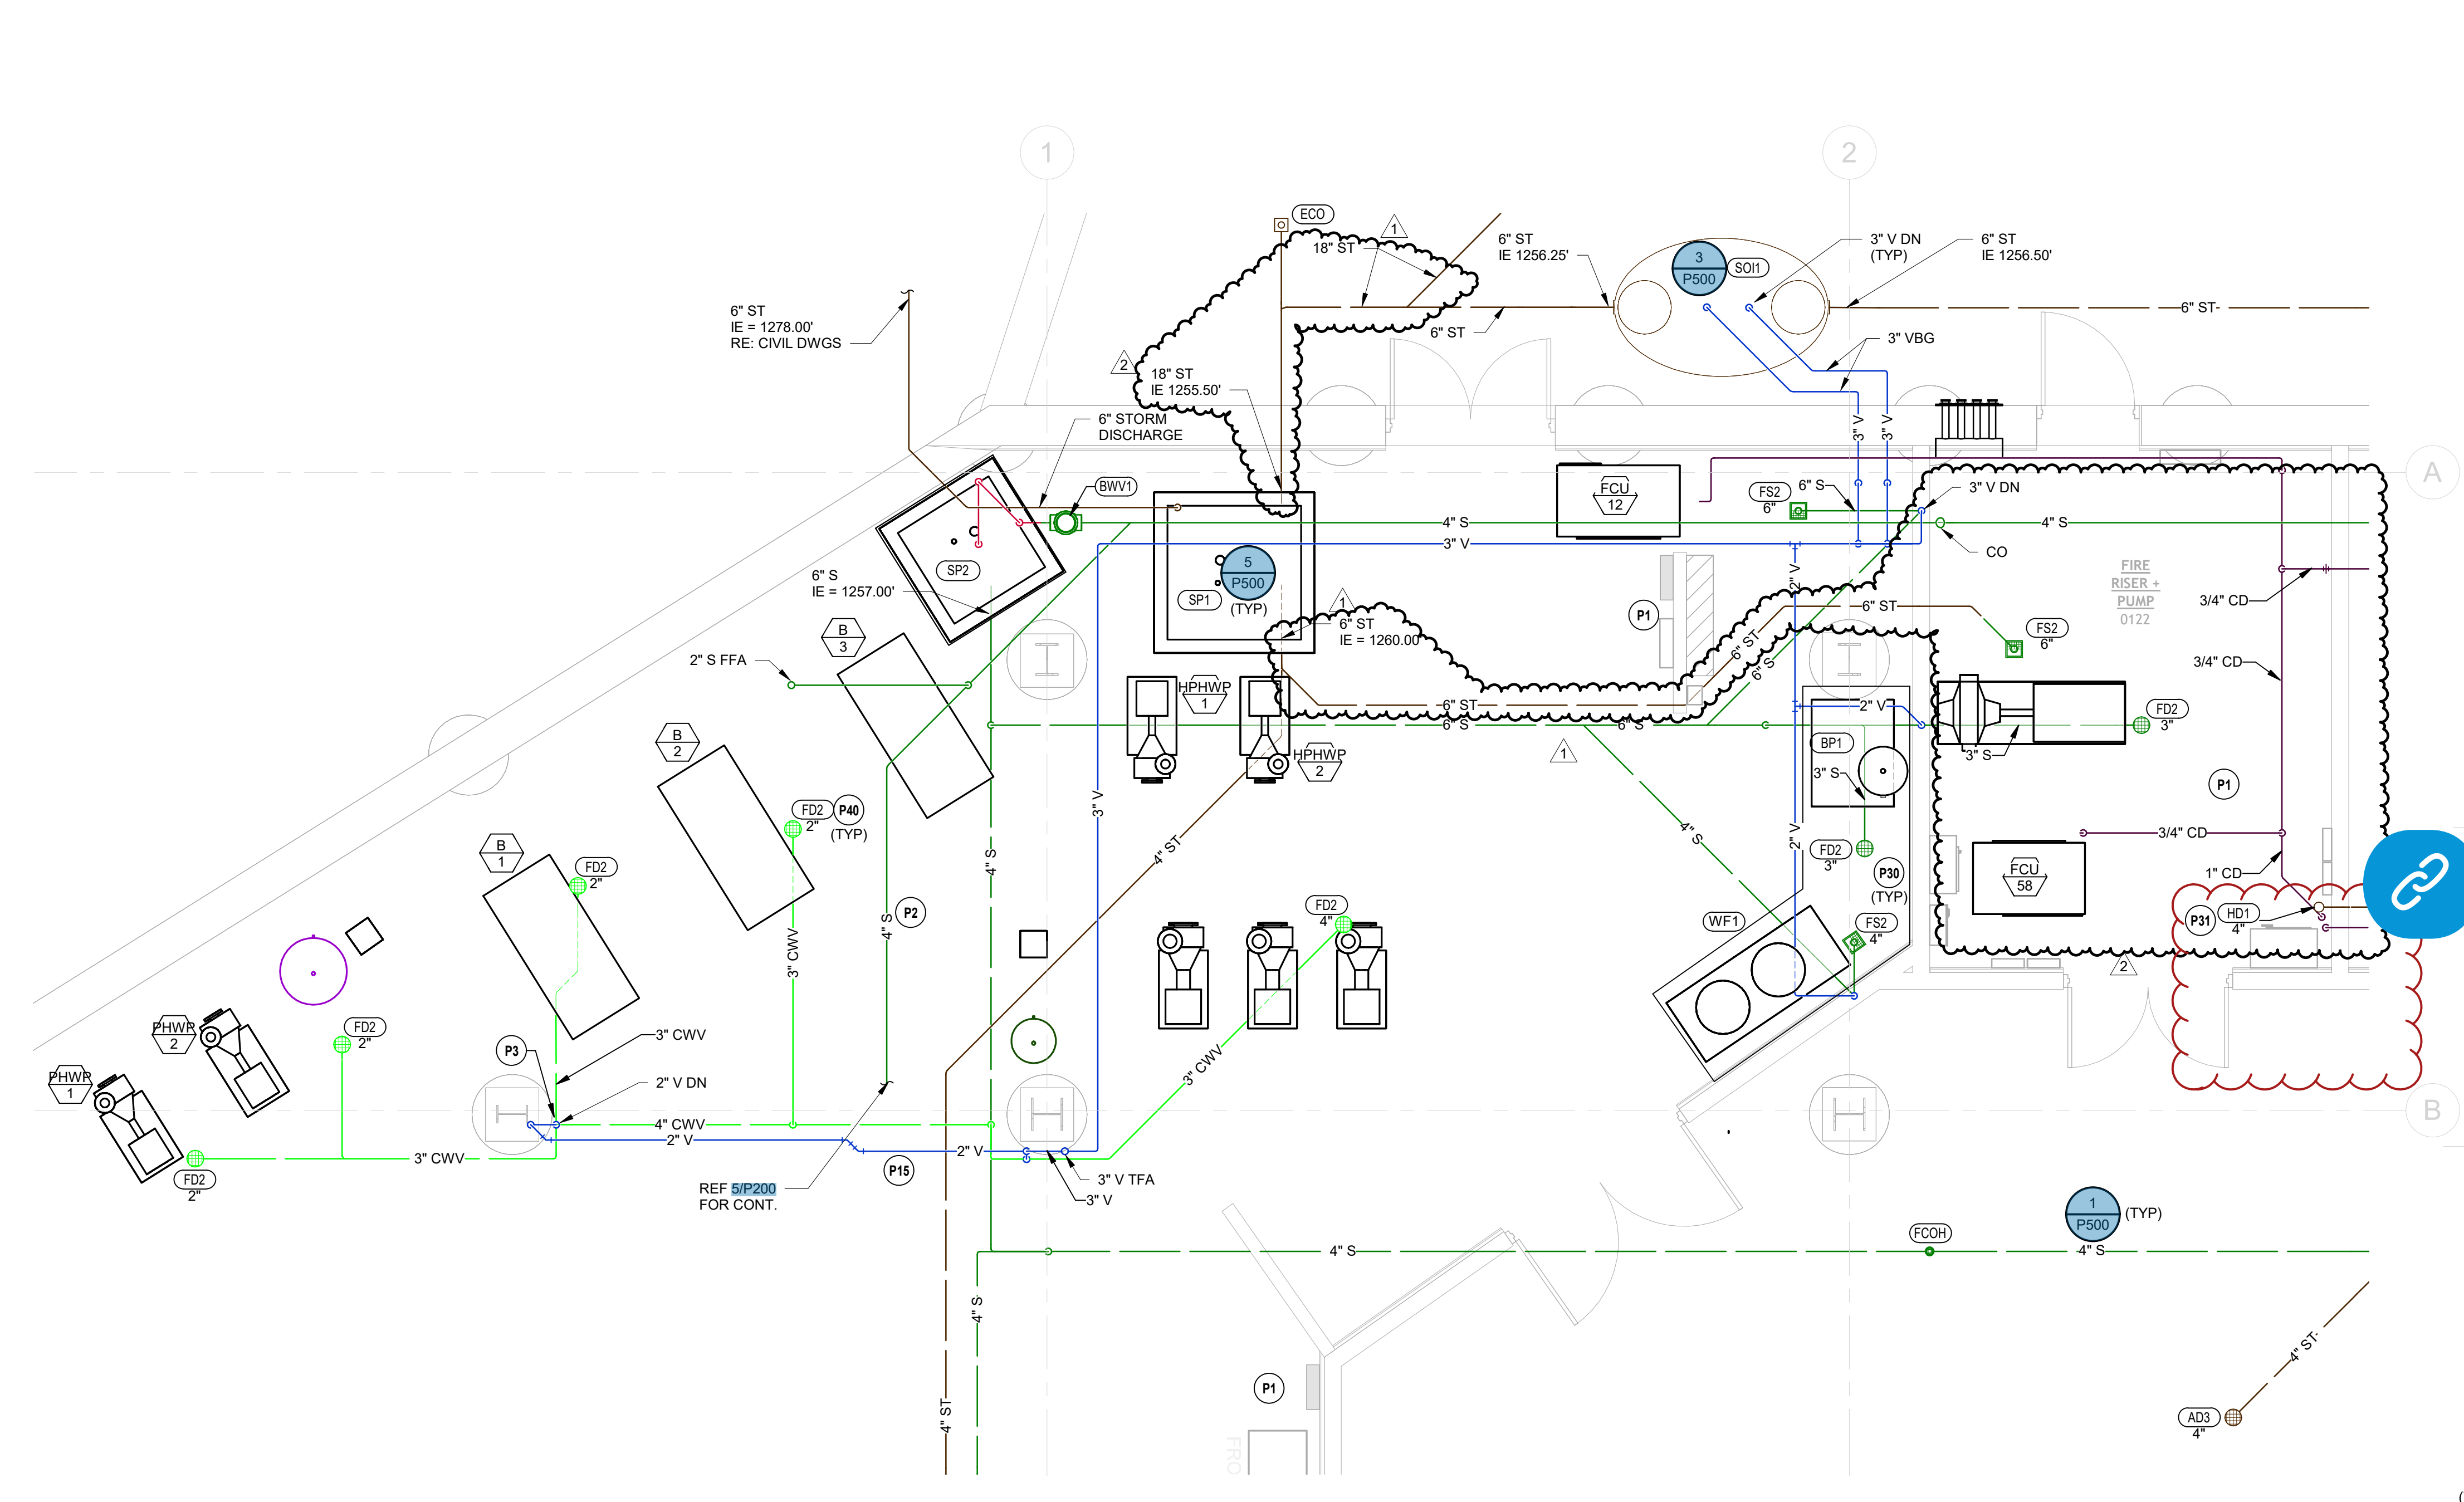 1
2
ECO
1
18" ST
6" ST
IE 1256.25'
3
P500
SOI1
3" V DN
(TYP)
6" ST
IE 1256.50'
6" ST
IE = 1278.00'
RE: CIVIL DWGS
6" ST
6" ST
3" VBG
2
18" ST
IE 1255.50'
6" STORM
DISCHARGE
3" V
3" V
A
BWV1
FCU
12
FS2
6"
6" S
3" V DN
4" S
4" S
3" V
CO
SP2
5
P500
SP1
(TYP)
6" S
IE = 1257.00'
2" V
FIRE
RISER +
PUMP
0122
3/4" CD
1
6" ST
IE = 1260.00'
P1
6" ST
FS2
6"
B
3
2" S FFA
6" ST
6" S
3/4" CD
HPHWP
1
6" ST
6" S
6" S
2" V
FD2
3"
B
2
HPHWP
2
1
BP1
3" S
3" S
P1
FD2
2"
P40
(TYP)
3" V
4" S
2" V
3/4" CD
B
1
FD2
2"
4" S
4" ST
FD2
3"
P30
(TYP)
FCU
58
1" CD
P2
4" S
3" CWV
FD2
4"
WF1
FS2
4"
P31
HD1
4"
2
PHWP
2
FD2
2"
P3
3" CWV
PHWP
1
2" V DN
3" CWV
B
4" CWV
2" V
3" CWV
P15
2" V
3" V TFA
3" V
FD2
2"
REF 5/P200
FOR CONT.
1
P500
(TYP)
4" S
FCOH
4" S
4" S
4" ST
P1
4" ST
AD3
4"
FRO